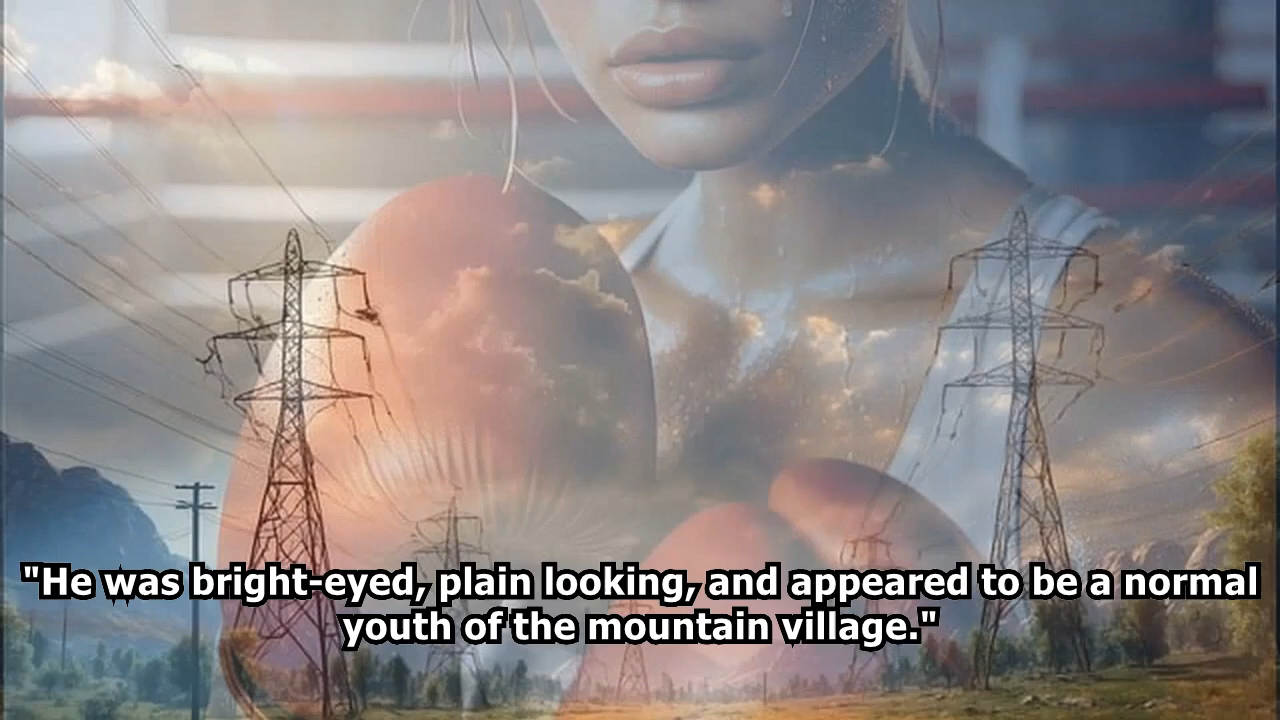 "He was bright-eyed, plain looking, and appeared to be a normal
youth of the mountain village."